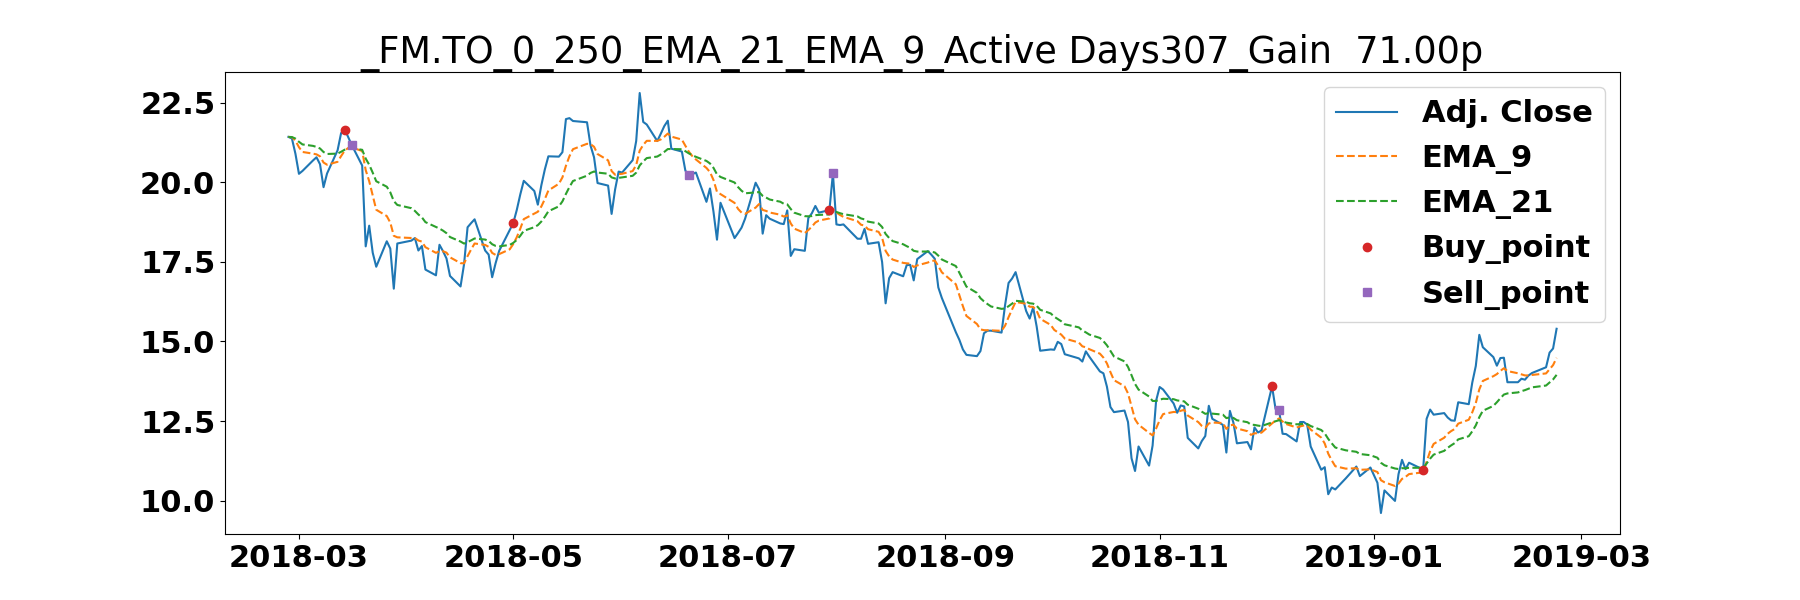 _FM.TO_0_250_EMA_21_EMA_9_Active Days307_Gain  71.00p
22.5
20.0
17.5
15.0
12.5
10.0
Adj. Close
EMA_9
EMA_21
Buy_point
Sell_point
2018-03 2018-05 2018-07 2018-09 2018-11 2019-01 2019-03